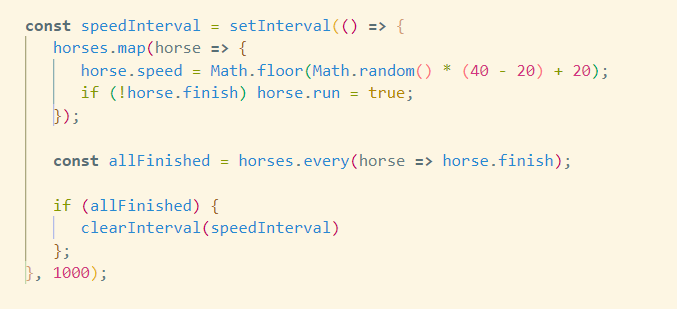 const speedInterval = setInterval(() => {
    horses.map(horse => {
        horse.speed = Math.floor(Math.random() * (40 - 20) + 20);
        if (!horse.finish) horse.run = true;
    });

    const allFinished = horses.every(horse => horse.finish);

    if (allFinished) {
        clearInterval(speedInterval)
    };
}, 1000);